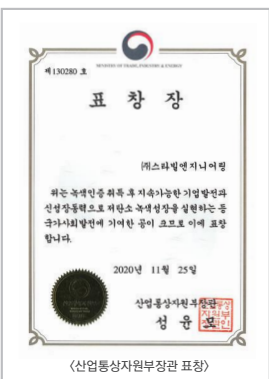 제130280 호
MINISTRY OF TRADE, INDUSTRY & ENERGY
표 창 장
㈜스타빌엔지니어링
위는 녹색인증 취득 후 지속가능한 기업발전과
신성장동력으로 저탄소 녹색성장을 실현하는 등
국가사회발전에 기여한 공이 크므로 이에 표창
합니다.
2020년 11월 25일
산업통상자원부장관
성 윤 모
〈산업통상자원부장관 표창〉